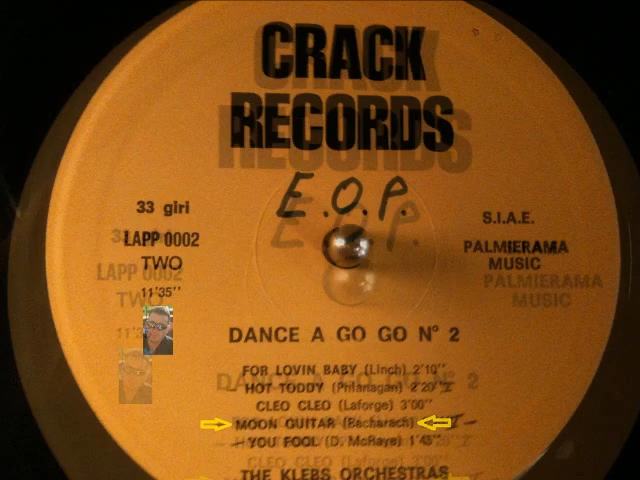 CRACK
RECORDS
E.O.P.
33 giri
S.I.A.E.
LAPP 0002
PALMIERAMA
MUSIC
TWO
11'35''
DANCE A GO GO N° 2
FOR LOVIN BABY (Linch) 2'10''
HOT TODDY (Phlanagan) 2'20''
CLEO CLEO (Laforge) 3'00''
MOON GUITAR (Bacharach)
YOU FOOL (D. McRaye) 1'45''
THE KLEBS ORCHESTRAS